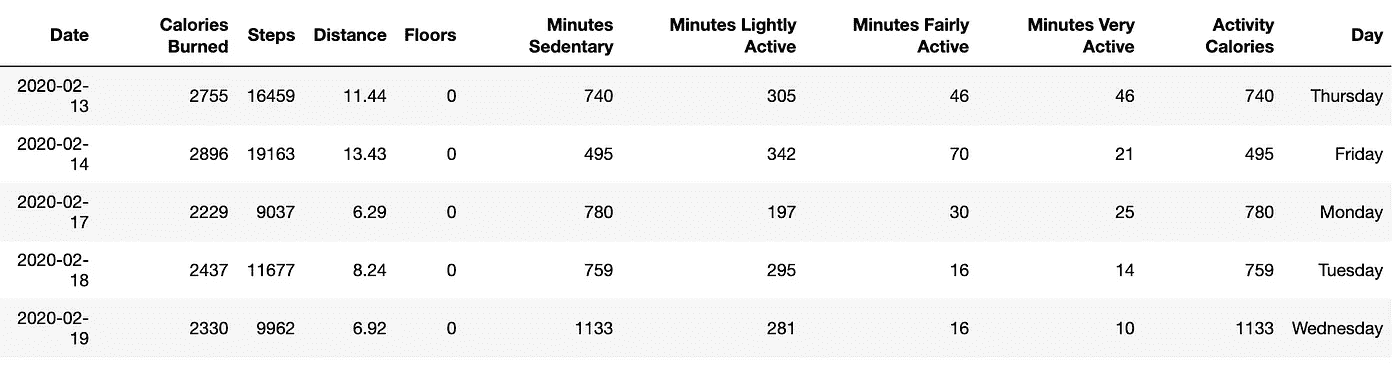 Date Calories Burned Steps Distance Floors Minutes Sedentary Minutes Lightly Active Minutes Fairly Active Minutes Very Active Activity Calories Day
2020-02-13 2755 16459 11.44 0 740 305 46 46 740 Thursday
2020-02-14 2896 19163 13.43 0 495 342 70 21 495 Friday
2020-02-17 2229 9037 6.29 0 780 197 30 25 780 Monday
2020-02-18 2437 11677 8.24 0 759 295 16 14 759 Tuesday
2020-02-19 2330 9962 6.92 0 1133 281 16 10 1133 Wednesday